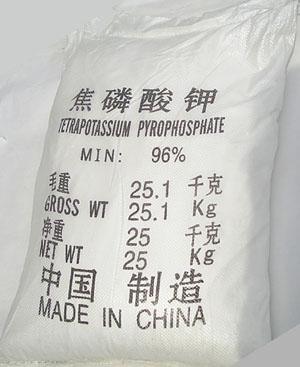 焦磷酸钾
TETRAPOTASSIUM PYROPHOSPHATE
MIN: 96%
毛重 25.1 千克
GROSS WT 25.1 Kg
净重 25 千克
NET WT 25 Kg
中国 制造
MADE IN CHINA